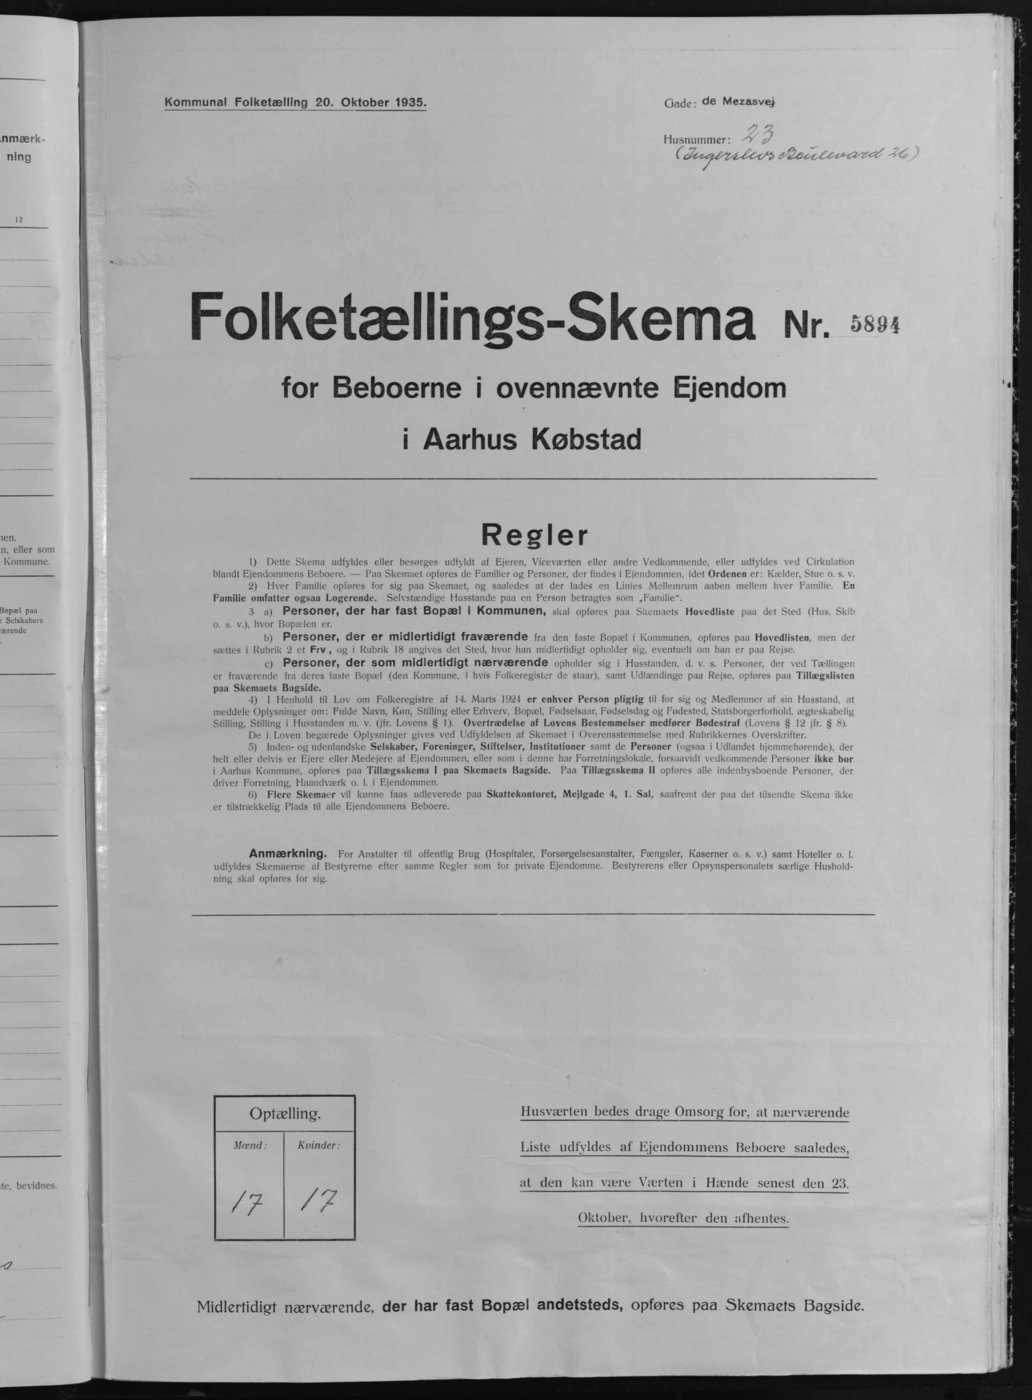 nmærk-
ning
12
en, eller som
Kommune.
Bopæl paa
Selskabers
te, bevidnes.
Kommunal Folketælling 20. Oktober 1935.
Gade: de Mezasvej
Husnummer: 23
(Ingerslevs Boulevard 26)
Folketællings-Skema Nr. 5894
for Beboerne i ovennævnte Ejendom
i Aarhus Købstad
Regler
1) Dette Skema udfyldes eller besørges udfyldt af Ejeren, Viceværten eller andre Vedkommende, eller udfyldes ved Cirkulation
blandt Ejendommens Beboere. — Paa Skemaet opføres de Familier og Personer, der findes i Ejendommen, idet Ordenen er: Kælder, Stue o. s. v.
2) Hver Familie opføres for sig paa Skemaet, og saaledes at der lades en Linies Mellemrum aaben mellem hver Familie. En
Familie omfatter ogsaa Logerende. Selvstændige Husstande paa en Person betragtes som „Familie“.
3 a) Personer, der har fast Bopæl i Kommunen, skal opføres paa Skemaets Hovedliste paa det Sted (Hus, Skib
o. s. v.), hvor Bopælen er.
b) Personer, der er midlertidigt fraværende fra den faste Bopæl i Kommunen, opføres paa Hovedlisten, men der
sættes i Rubrik 2 et Frv., og i Rubrik 18 angives det Sted, hvor han midlertidigt opholder sig, eventuelt om han er paa Rejse.
c) Personer, der som midlertidigt nærværende opholder sig i Husstanden, d. v. s. Personer, der ved Tællingen
er fraværende fra deres faste Bopæl (den Kommune, i hvis Folkeregister de staar), samt Udlændinge paa Rejse, opføres paa Tillægslisten
paa Skemaets Bagside.
4) I Henhold til Lov om Folkeregistre af 14. Marts 1924 er enhver Person pligtig til for sig og Medlemmer af sin Husstand, at
meddele Oplysninger om: Fulde Navn, Køn, Stilling eller Erhverv, Bopæl, Fødselsaar, Fødselsdag og Fødested, Statsborgerforhold, ægteskabelig
Stilling, Stilling i Husstanden m. v. (jfr. Lovens § 1). Overtrædelse af Lovens Bestemmelser medfører Bødestraf (Lovens § 12 jfr. § 8).
De i Loven begærede Oplysninger gives ved Udfyldelsen af Skemaet i Overensstemmelse med Rubrikkernes Overskrifter.
5) Inden- og udenlandske Selskaber, Foreninger, Stiftelser, Institutioner samt de Personer (ogsaa i Udlandet hjemmehørende), der
helt eller delvis er Ejere eller Medejere af Ejendommen, eller som i denne har Forretningslokale, forsaavidt vedkommende Personer ikke bor
i Aarhus Kommune, opføres paa Tillægsskema I paa Skemaets Bagside. Paa Tillægsskema II opføres alle indenbysboende Personer, der
driver Forretning, Haandværk o. l. i Ejendommen.
6) Flere Skemaer vil kunne faas udleverede paa Skattekontoret, Mejlgade 4, 1. Sal, saafremt der paa det tilsendte Skema ikke
er tilstrækkelig Plads til alle Ejendommens Beboere.
Anmærkning. For Anstalter til offentlig Brug (Hospitaler, Forsørgelsesanstalter, Fængsler, Kaserner o. s. v.) samt Hoteller o. l.
udfyldes Skemaerne af Bestyrerne efter samme Regler som for private Ejendomme. Bestyrerens eller Opsynspersonalets særlige Hushold-
ning skal opføres for sig.
Optælling.
Mænd: Kvinder:
17 17
Husværten bedes drage Omsorg for, at nærværende
Liste udfyldes af Ejendommens Beboere saaledes,
at den kan være Værten i Hænde senest den 23.
Oktober, hvorefter den afhentes.
Midlertidigt nærværende, der har fast Bopæl andetsteds, opføres paa Skemaets Bagside.